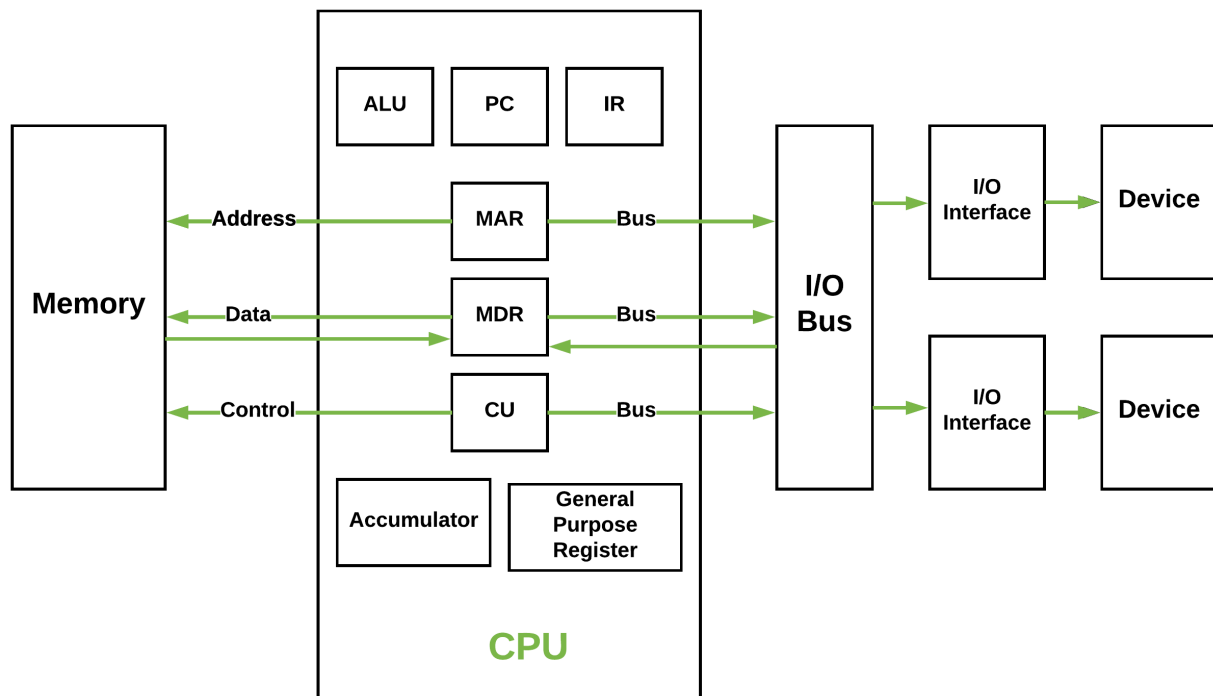 ALU
PC
IR
Memory
Address
MAR
Bus
Data
MDR
Bus
Control
CU
Bus
Accumulator
General
Purpose
Register
CPU
I/O
Bus
I/O
Interface
Device
I/O
Interface
Device